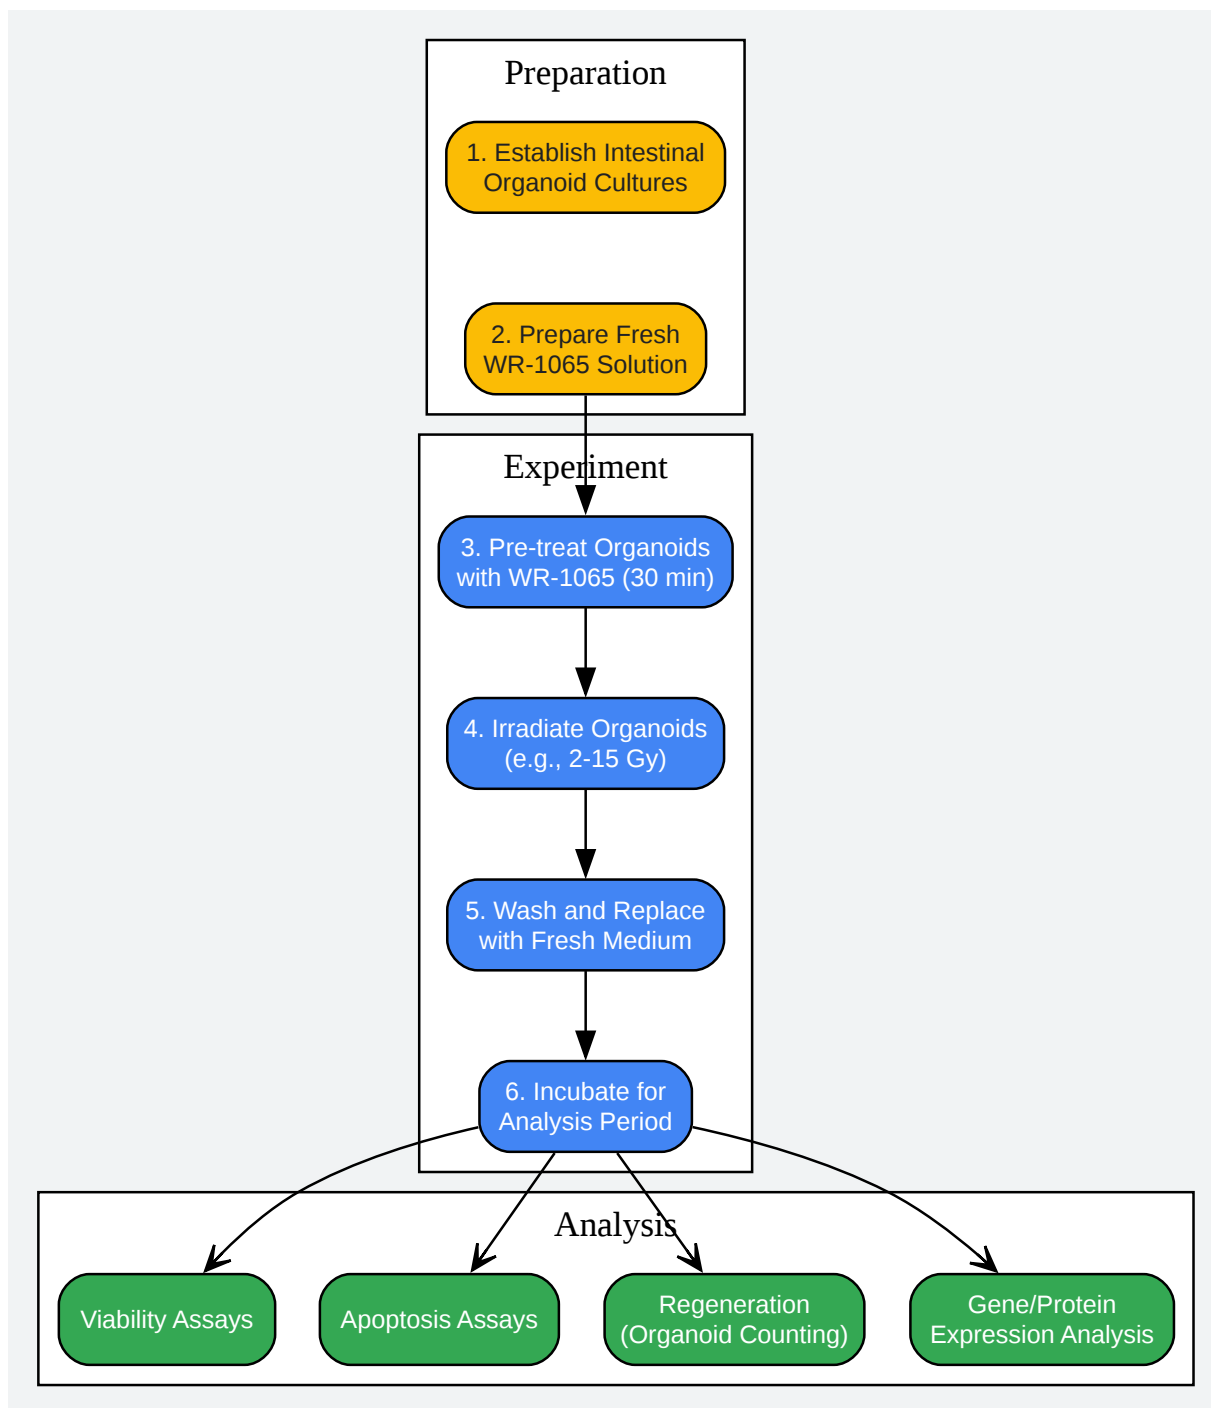 Preparation
1. Establish Intestinal
Organoid Cultures
2. Prepare Fresh
WR-1065 Solution
Experiment
3. Pre-treat Organoids
with WR-1065 (30 min)
4. Irradiate Organoids
(e.g., 2-15 Gy)
5. Wash and Replace
with Fresh Medium
6. Incubate for
Analysis Period
Analysis
Viability Assays
Apoptosis Assays
Regeneration
(Organoid Counting)
Gene/Protein
Expression Analysis